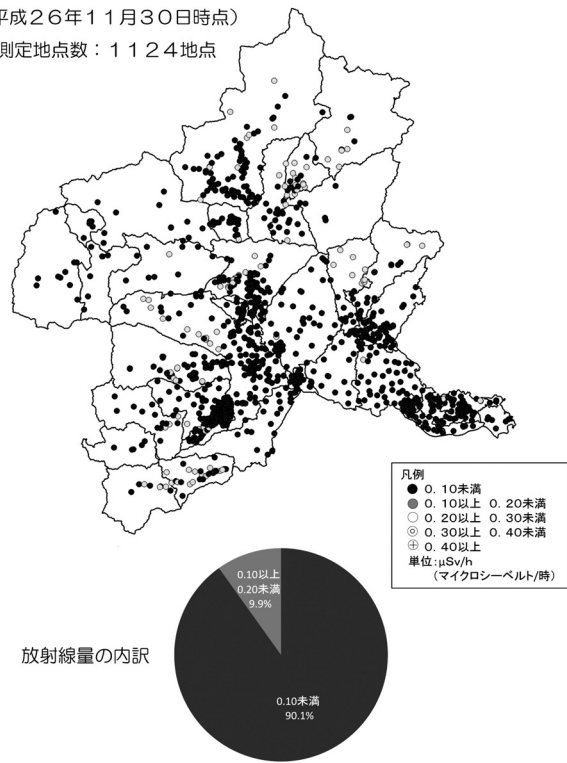 平成２６年１１月３０日時点）
測定地点数：１１２４地点
凡例
０．１０未満
０．１０以上　０．２０未満
０．２０以上　０．３０未満
０．３０以上　０．４０未満
０．４０以上
単位：μSv/h
（マイクロシーベルト/時）
放射線量の内訳
0.10以上
0.20未満
9.9%
0.10未満
90.1%